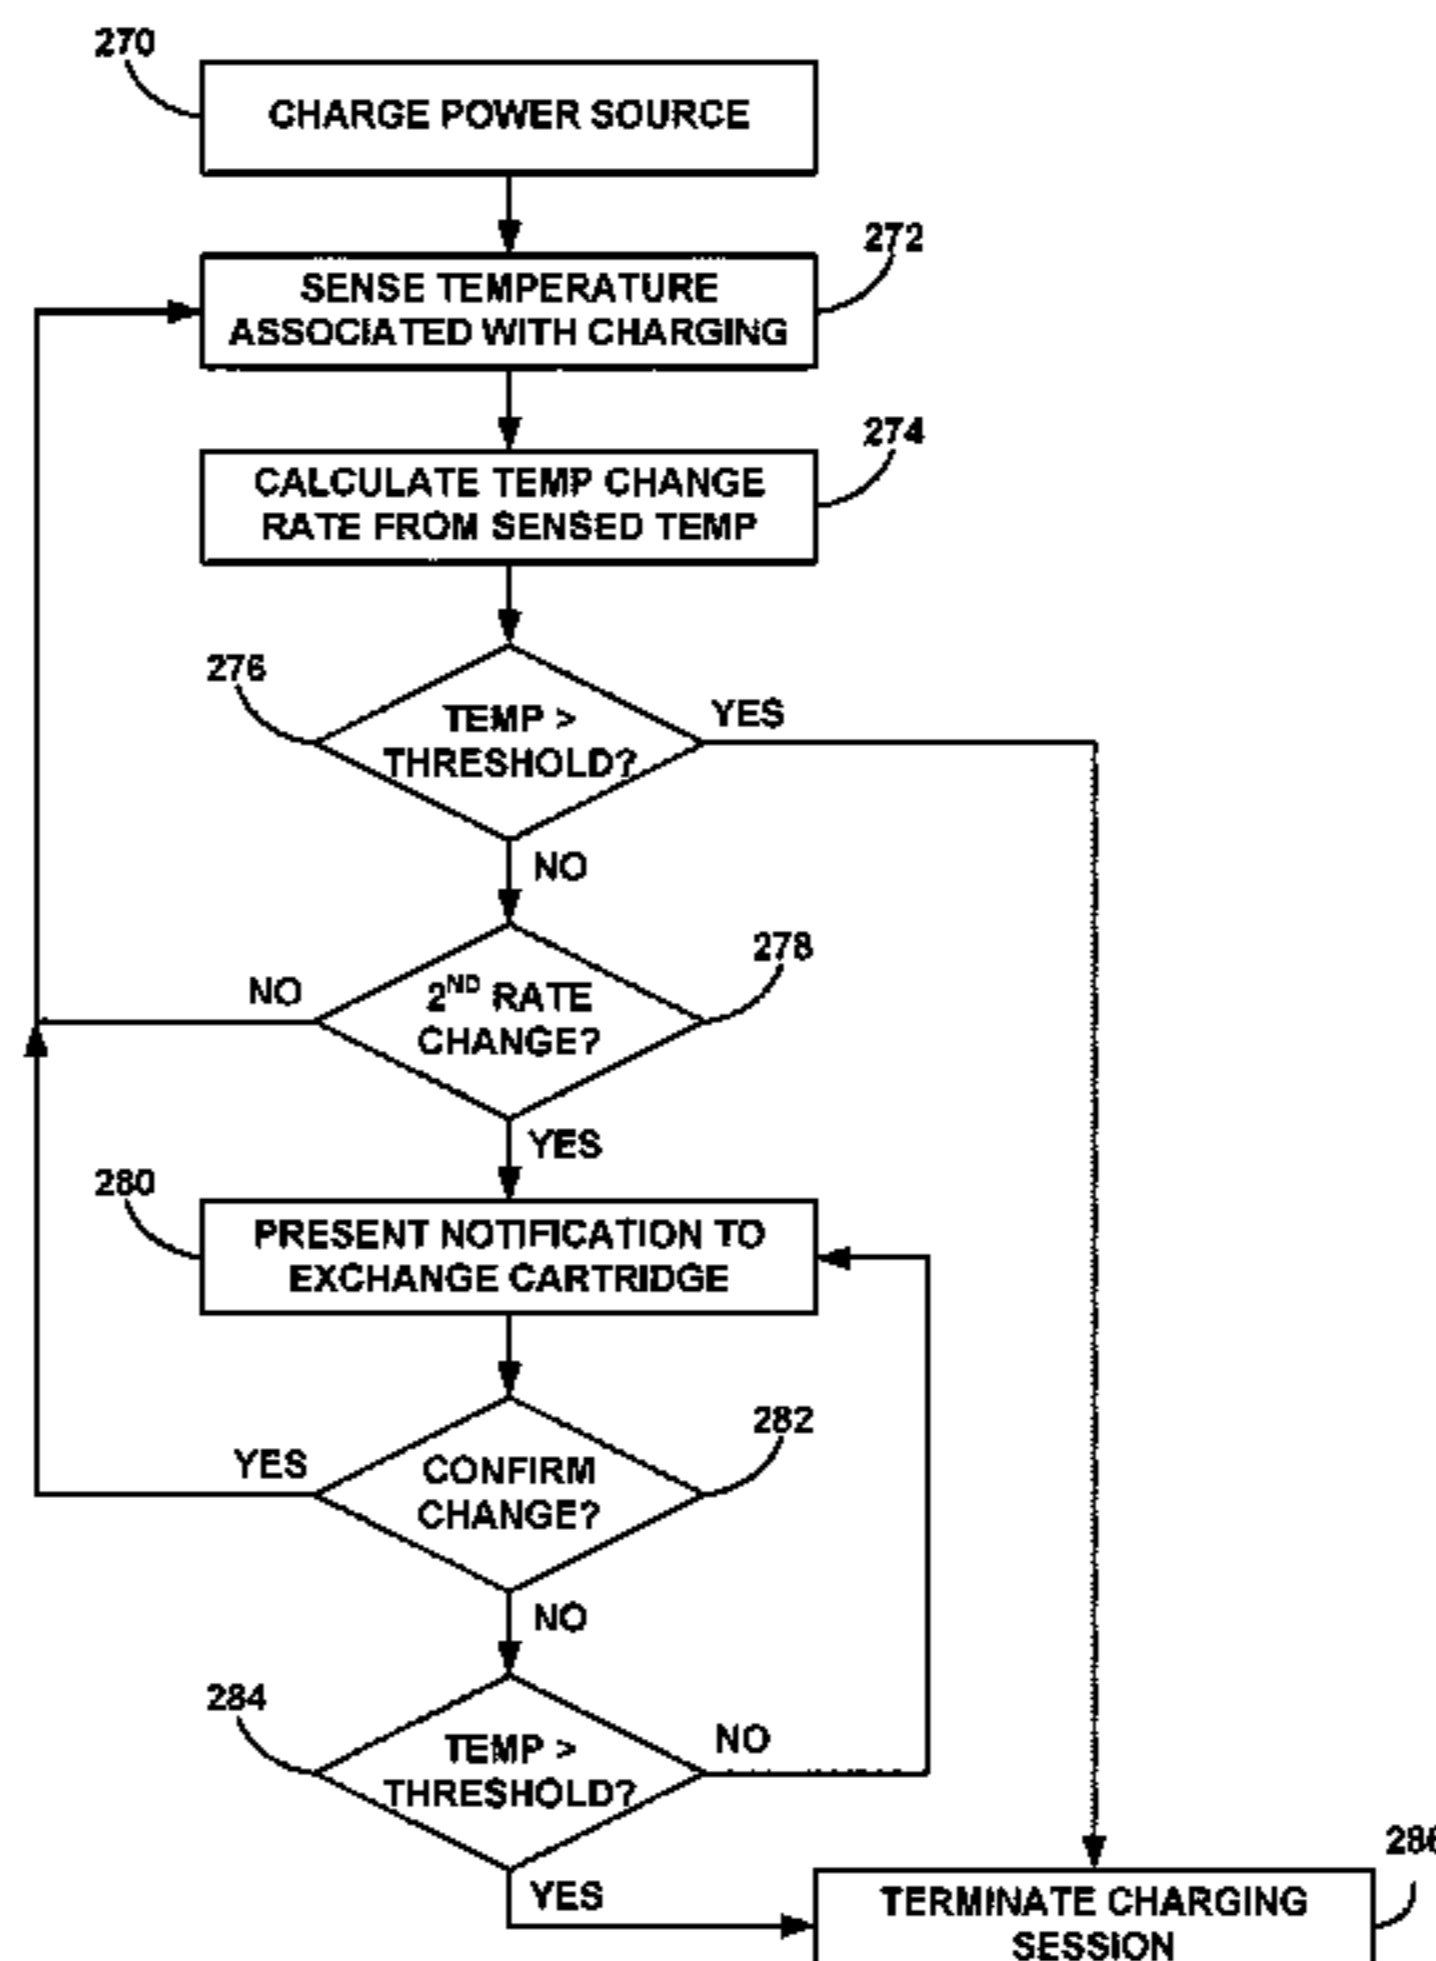 270
CHARGE POWER SOURCE
272
SENSE TEMPERATURE
ASSOCIATED WITH CHARGING
274
CALCULATE TEMP CHANGE
RATE FROM SENSED TEMP
276
TEMP >
THRESHOLD?
YES
NO
278
2ND RATE
CHANGE?
NO
YES
280
PRESENT NOTIFICATION TO
EXCHANGE CARTRIDGE
282
CONFIRM
CHANGE?
YES
NO
284
TEMP >
THRESHOLD?
NO
YES
286
TERMINATE CHARGING
SESSION